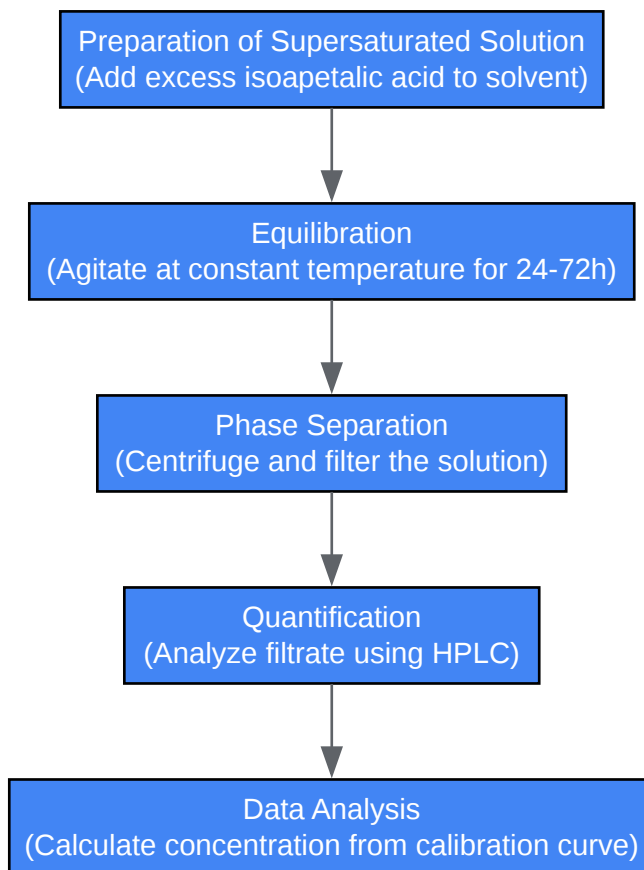 Preparation of Supersaturated Solution
(Add excess isoapetalic acid to solvent)
Equilibration
(Agitate at constant temperature for 24-72h)
Phase Separation
(Centrifuge and filter the solution)
Quantification
(Analyze filtrate using HPLC)
Data Analysis
(Calculate concentration from calibration curve)